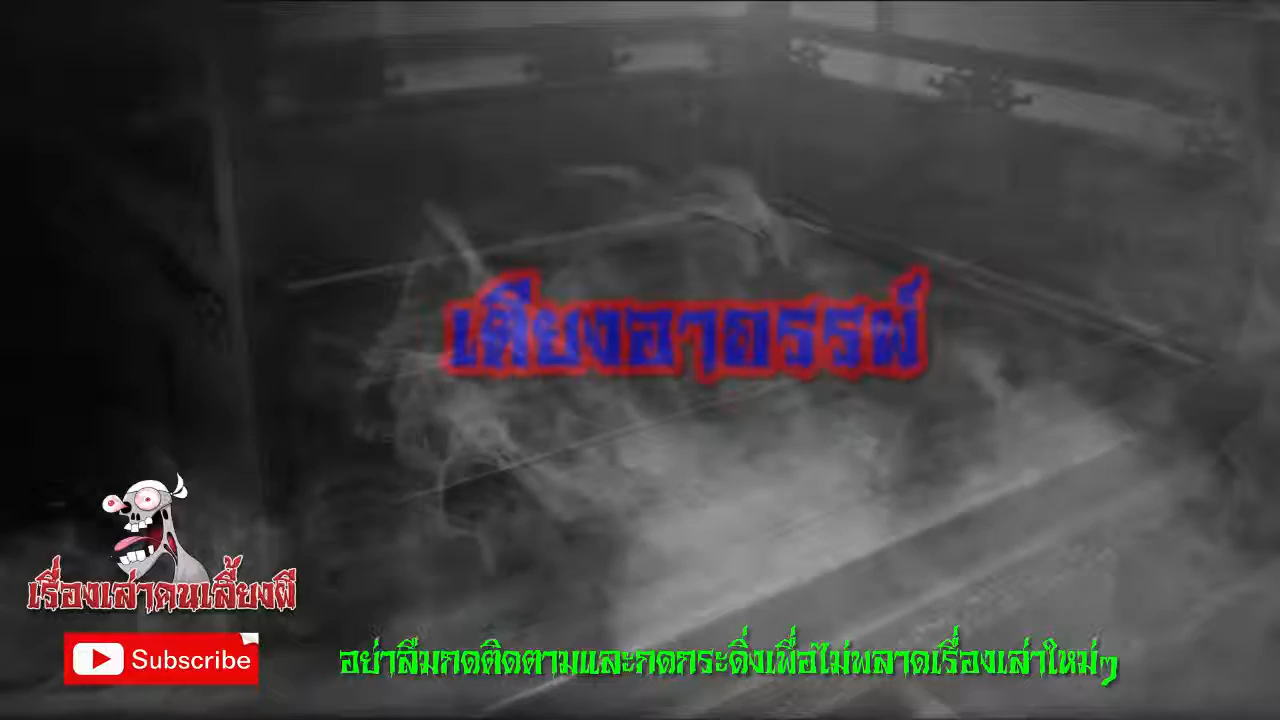 เตียงอาถรรพ์
เรื่องเล่าคนเลี้ยงผี
Subscribe
อย่าลืมกดติดตามและกดกระดิ่งเพื่อไม่พลาดเรื่องเล่าใหม่ๆ